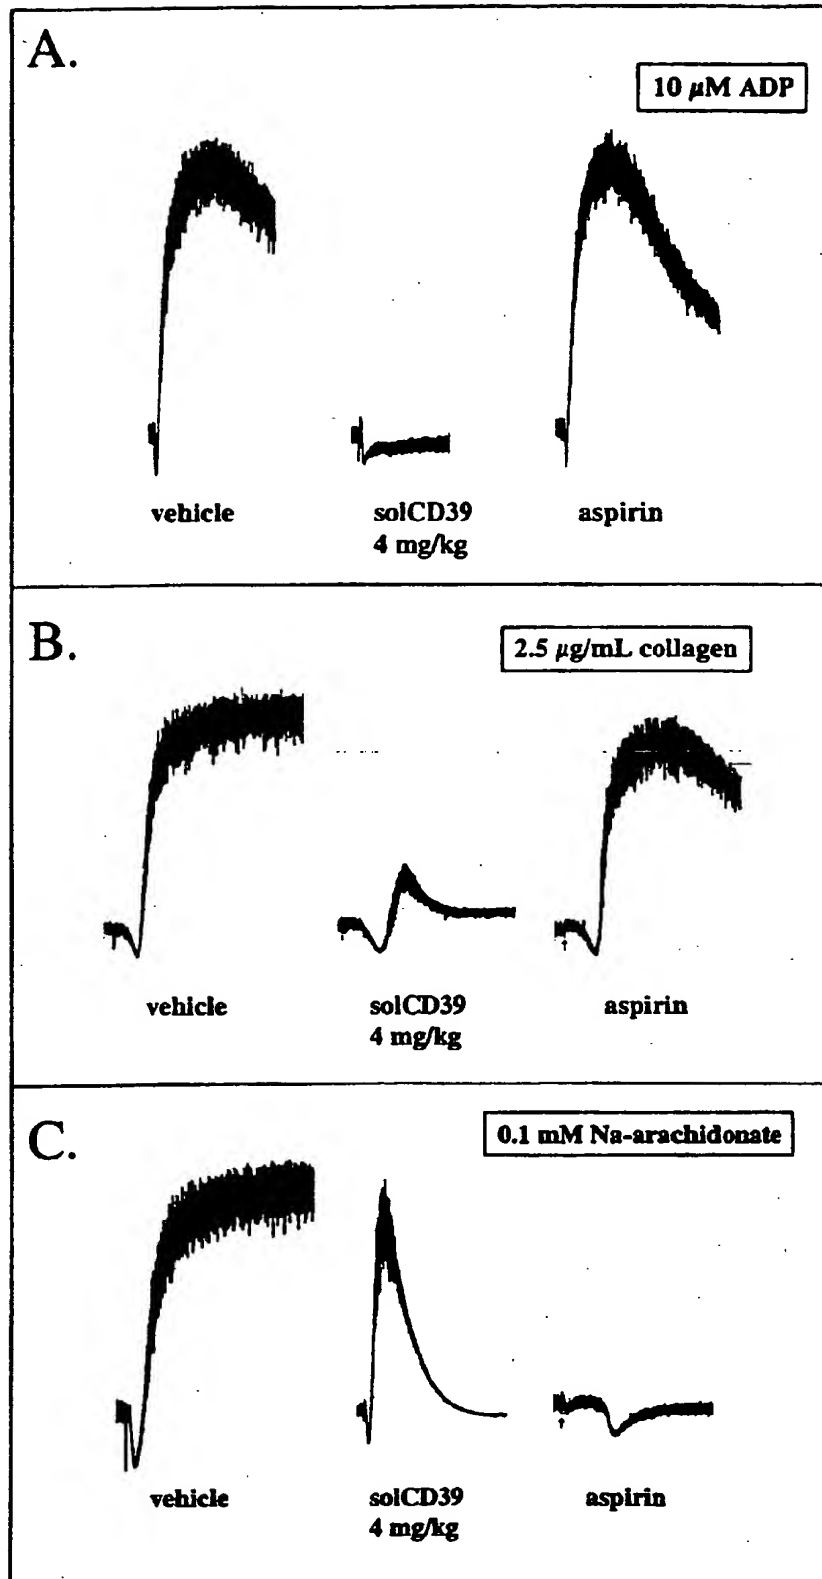 A.
10 μM ADP
vehicle
solCD39
4 mg/kg
aspirin
B.
2.5 μg/mL collagen
vehicle
solCD39
4 mg/kg
aspirin
C.
0.1 mM Na-arachidonate
vehicle
solCD39
4 mg/kg
aspirin